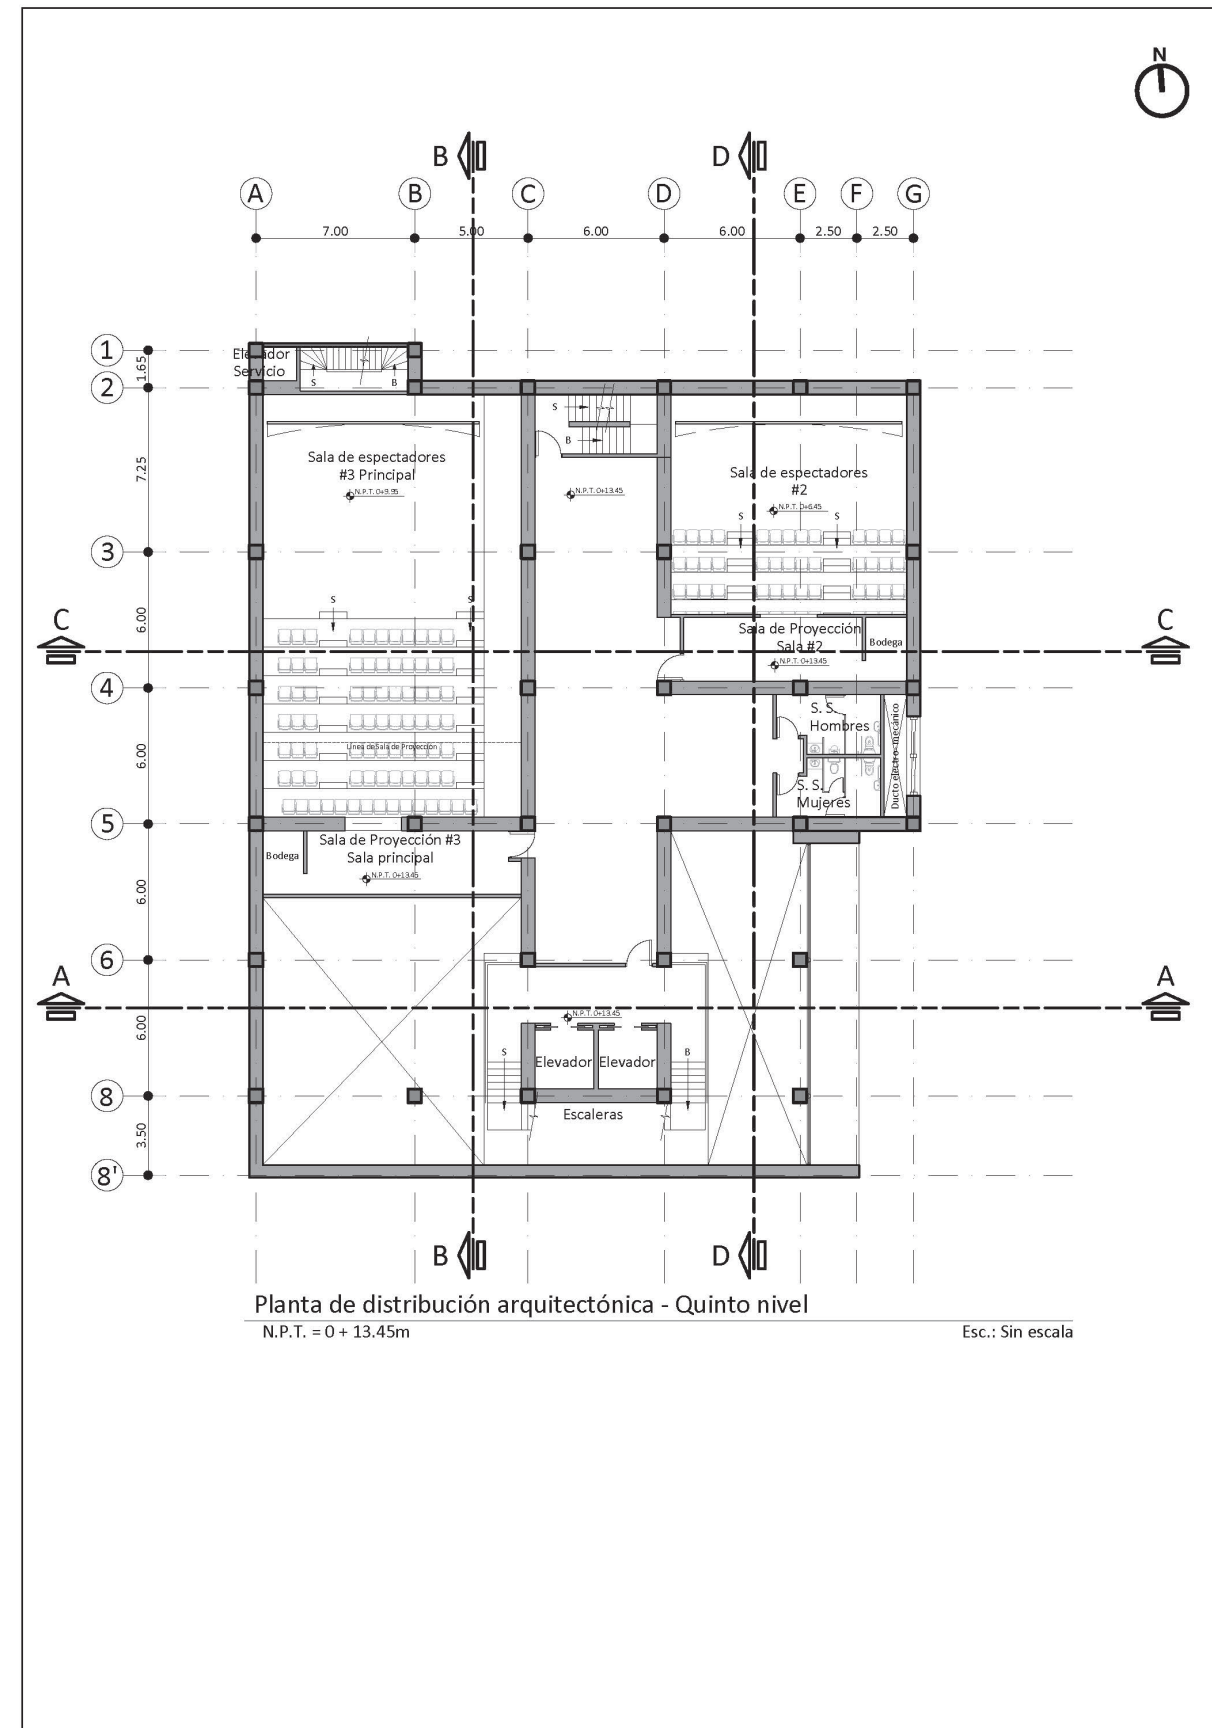 N
B
D
A
B
C
D
E
F
G
7.00
5.00
6.00
6.00
2.50
2.50
1
1.65
Elevador
Servicio
S
B
2
7.25
S
B
Sala de espectadores
#3 Principal
N.P.T. 0+9.95
N.P.T. 0+13.45
Sala de espectadores
#2
N.P.T. 0+6.45
S
S
3
6.00
S
S
C
C
Sala de Proyección
Sala #2
N.P.T. 0+13.45
Bodega
4
6.00
S. S.
Hombres
Ducto electro-mecánico
Linea de Sala de Proyección
S. S.
Mujeres
5
Sala de Proyección #3
Sala principal
Bodega
N.P.T. 0+13.45
6.00
6
A
A
N.P.T. 0+13.45
6.00
S
Elevador
Elevador
B
8
Escaleras
3.50
8'
B
D
Planta de distribución arquitectónica - Quinto nivel
N.P.T. = 0 + 13.45m
Esc.: Sin escala